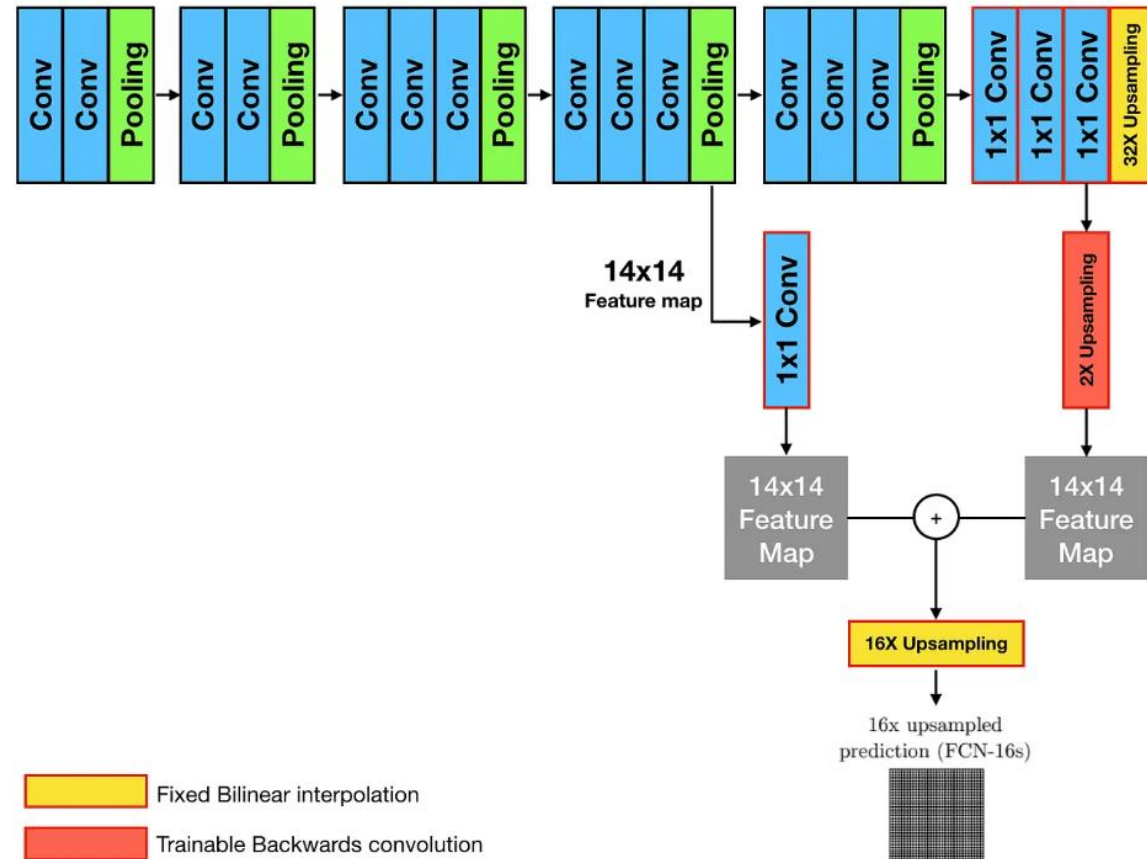 Conv
Conv
Pooling
Conv
Conv
Pooling
Conv
Conv
Conv
Pooling
Conv
Conv
Conv
Pooling
Conv
Conv
Conv
Pooling
1x1 Conv
1x1 Conv
1x1 Conv
32X Upsampling
14x14
Feature map
1x1 Conv
2X Upsampling
14x14
Feature
Map
+
14x14
Feature
Map
16X Upsampling
16x upsampled
prediction (FCN-16s)
Fixed Bilinear interpolation
Trainable Backwards convolution